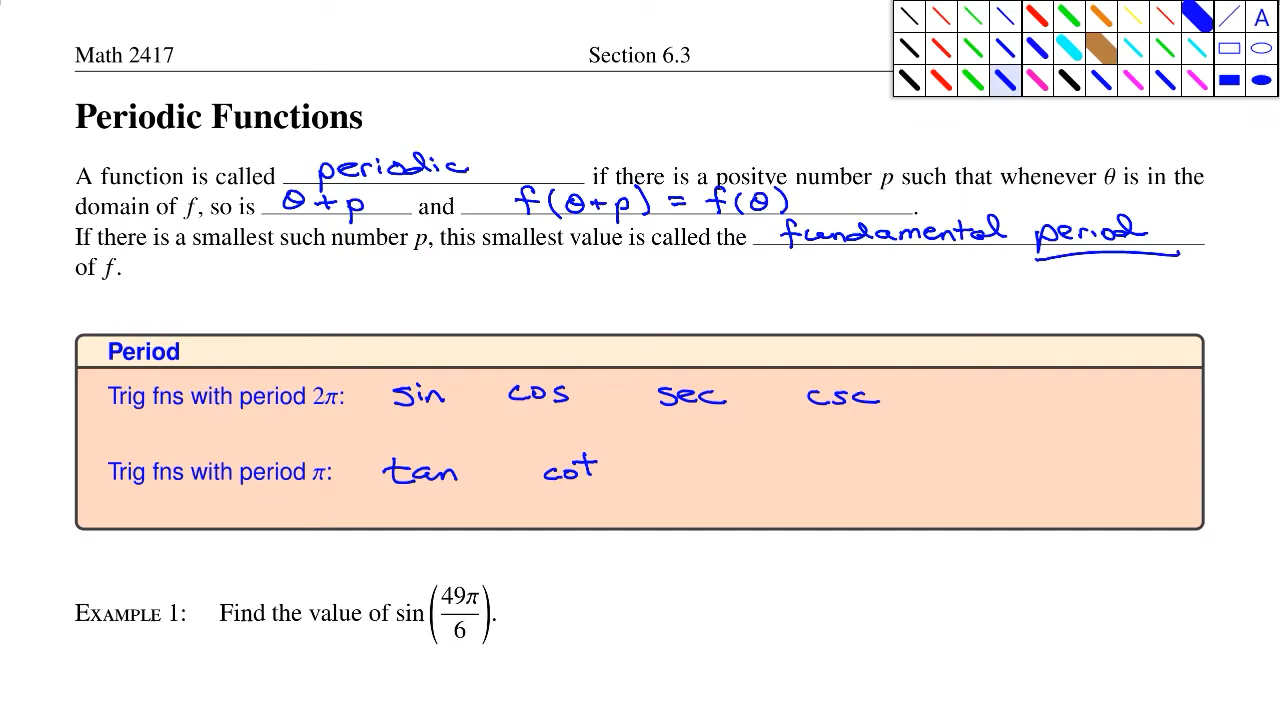 Math 2417 Section 6.3
A
Periodic Functions
A function is called periodic if there is a positve number p such that whenever θ is in the
domain of f, so is θ + p and f(θ+p) = f(θ).
If there is a smallest such number p, this smallest value is called the fundamental period
of f.
Period
Trig fns with period 2π: sin cos sec csc
Trig fns with period π: tan cot
EXAMPLE 1: Find the value of sin(49π/6).